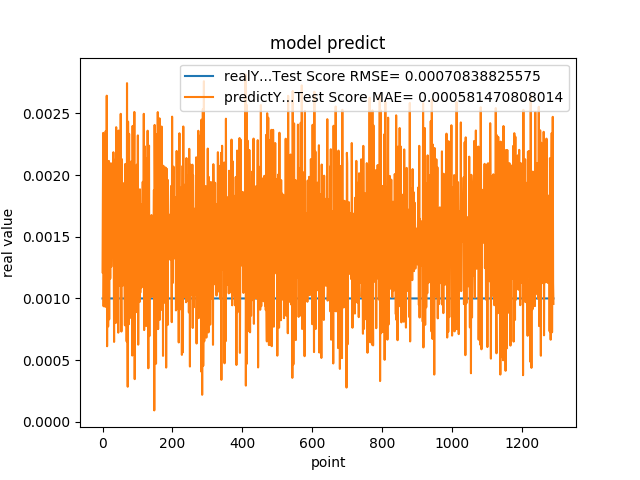 model predict
realY...Test Score RMSE= 0.00070838825575
predictY...Test Score MAE= 0.000581470808014
real value
0.0025
0.0020
0.0015
0.0010
0.0005
0.0000
0 200 400 600 800 1000 1200
point